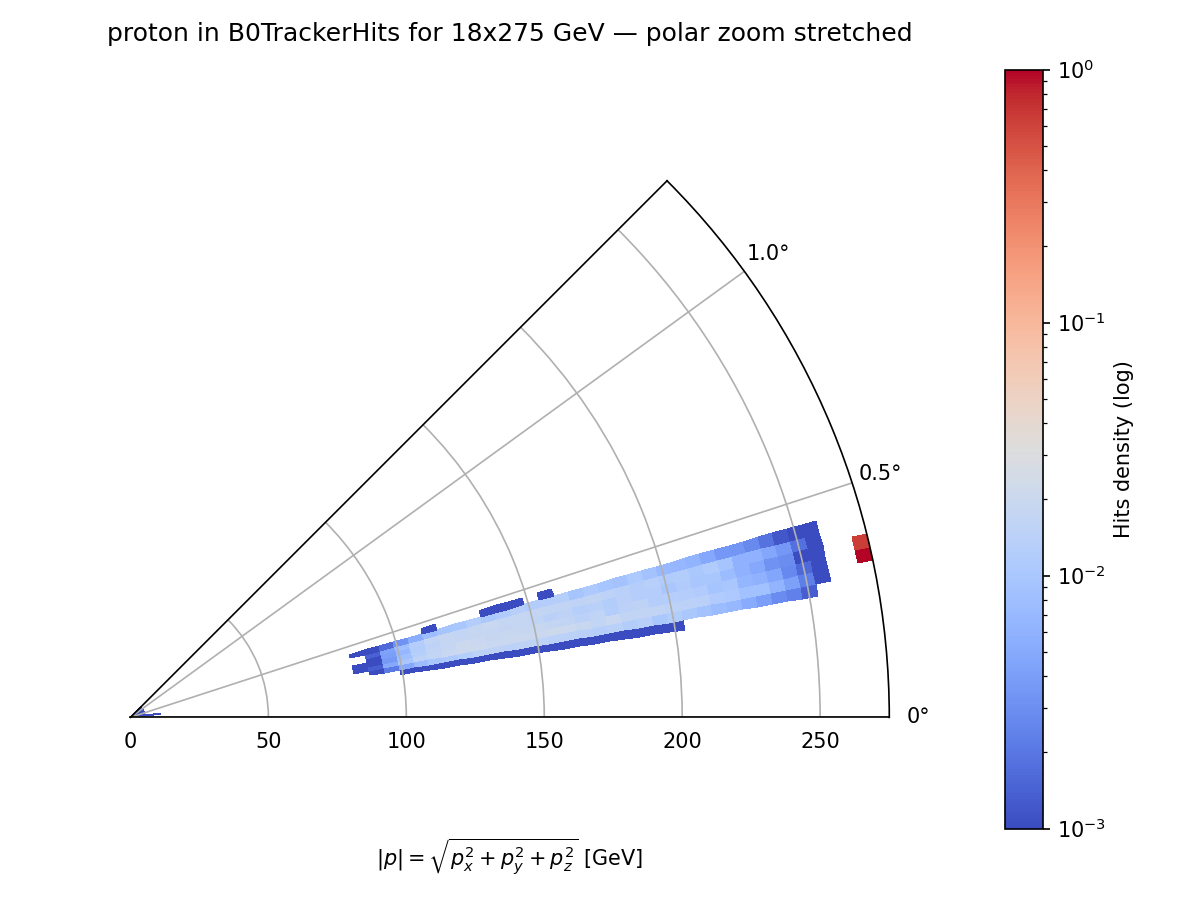 proton in B0TrackerHits for 18x275 GeV — polar zoom stretched
10⁰
1.0°
10⁻¹
Hits density (log)
0.5°
10⁻²
0°
0 50 100 150 200 250
10⁻³
|p| = √(pₓ² + p_y² + p_z²) [GeV]